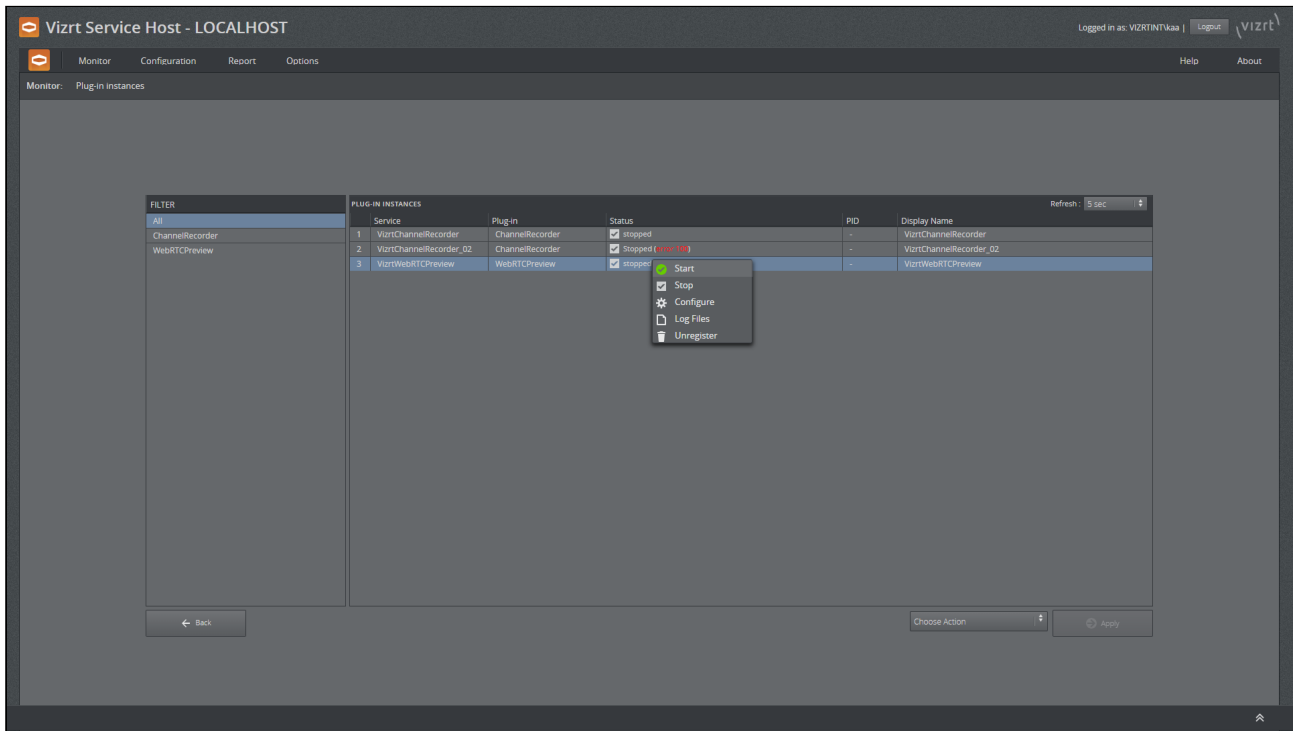 Vizrt Service Host - LOCALHOST
Logged in as: VIZRTINT\kaa | Logout vizrt
Monitor Configuration Report Options Help About
Monitor: Plug-in instances
FILTER PLUG-IN INSTANCES Refresh : 5 sec
All Service Plug-in Status PID Display Name
ChannelRecorder 1 VizrtChannelRecorder ChannelRecorder stopped - VizrtChannelRecorder
WebRTCPreview 2 VizrtChannelRecorder_02 ChannelRecorder Stopped ( ) - VizrtChannelRecorder_02
3 VizrtWebRTCPreview WebRTCPreview stopped - VizrtWebRTCPreview
Start
Stop
Configure
Log Files
Unregister
Back Choose Action Apply